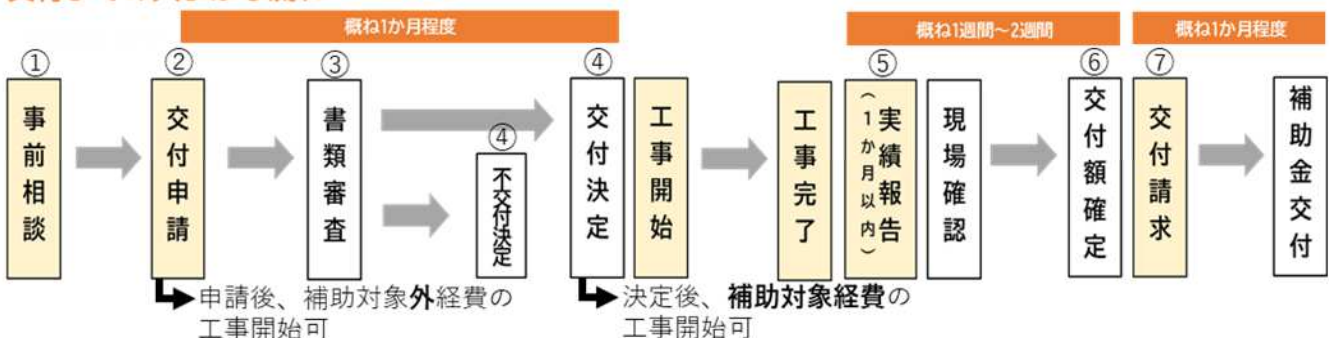 概ね1か月程度
概ね1週間～2週間
概ね1か月程度
①
事前相談
②
交付申請
③
書類審査
④
不交付決定
④
交付決定
工事開始
工事完了
⑤
実績報告
（1か月以内）
現場確認
⑥
交付額確定
⑦
交付請求
補助金交付
申請後、補助対象外経費の
工事開始可
決定後、補助対象経費の
工事開始可